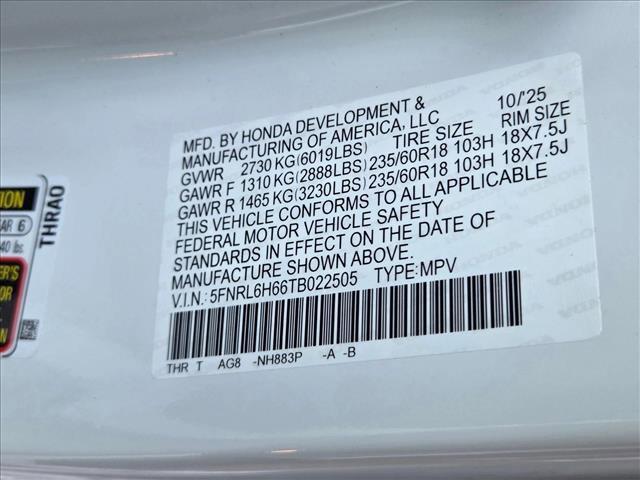 MFD. BY HONDA DEVELOPMENT & 10/'25
MANUFACTURING OF AMERICA, LLC TIRE SIZE RIM SIZE
GVWR 2730 KG(6019LBS)
GAWR F 1310 KG(2888LBS) 235/60R18 103H 18X7.5J
GAWR R 1465 KG(3230LBS) 235/60R18 103H 18X7.5J
THIS VEHICLE CONFORMS TO ALL APPLICABLE
FEDERAL MOTOR VEHICLE SAFETY
STANDARDS IN EFFECT ON THE DATE OF
MANUFACTURE SHOWN ABOVE.
V.I.N.: 5FNRL6H66TB022505 TYPE:MPV
THR T AG8 -NH883P -A -B
THRA0